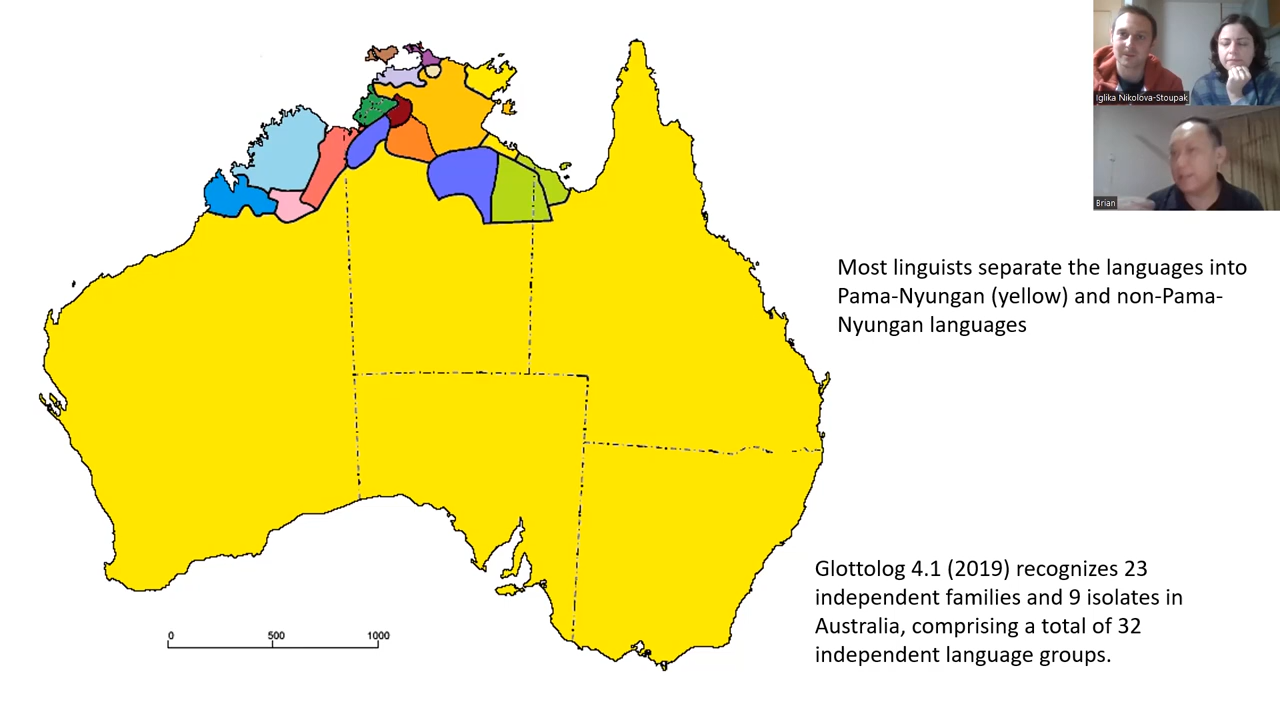 Iglika Nikolova-Stoupak
Brian
Most linguists separate the languages into
Pama-Nyungan (yellow) and non-Pama-
Nyungan languages
Glottolog 4.1 (2019) recognizes 23
independent families and 9 isolates in
Australia, comprising a total of 32
independent language groups.
0 500 1000